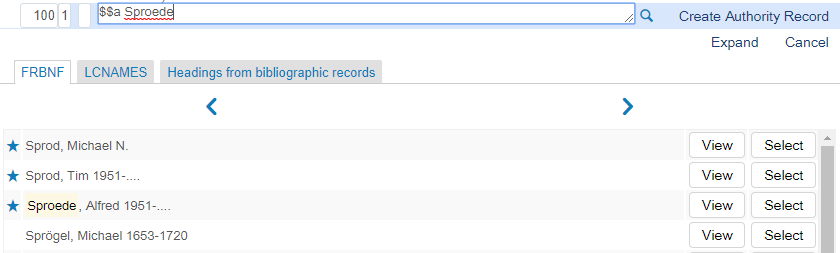 100 1 $$a Sproede Create Authority Record
Expand Cancel
FRBNF LCNAMES Headings from bibliographic records
Sprod, Michael N. View Select
Sprod, Tim 1951-.... View Select
Sproede, Alfred 1951-.... View Select
Sprögel, Michael 1653-1720 View Select